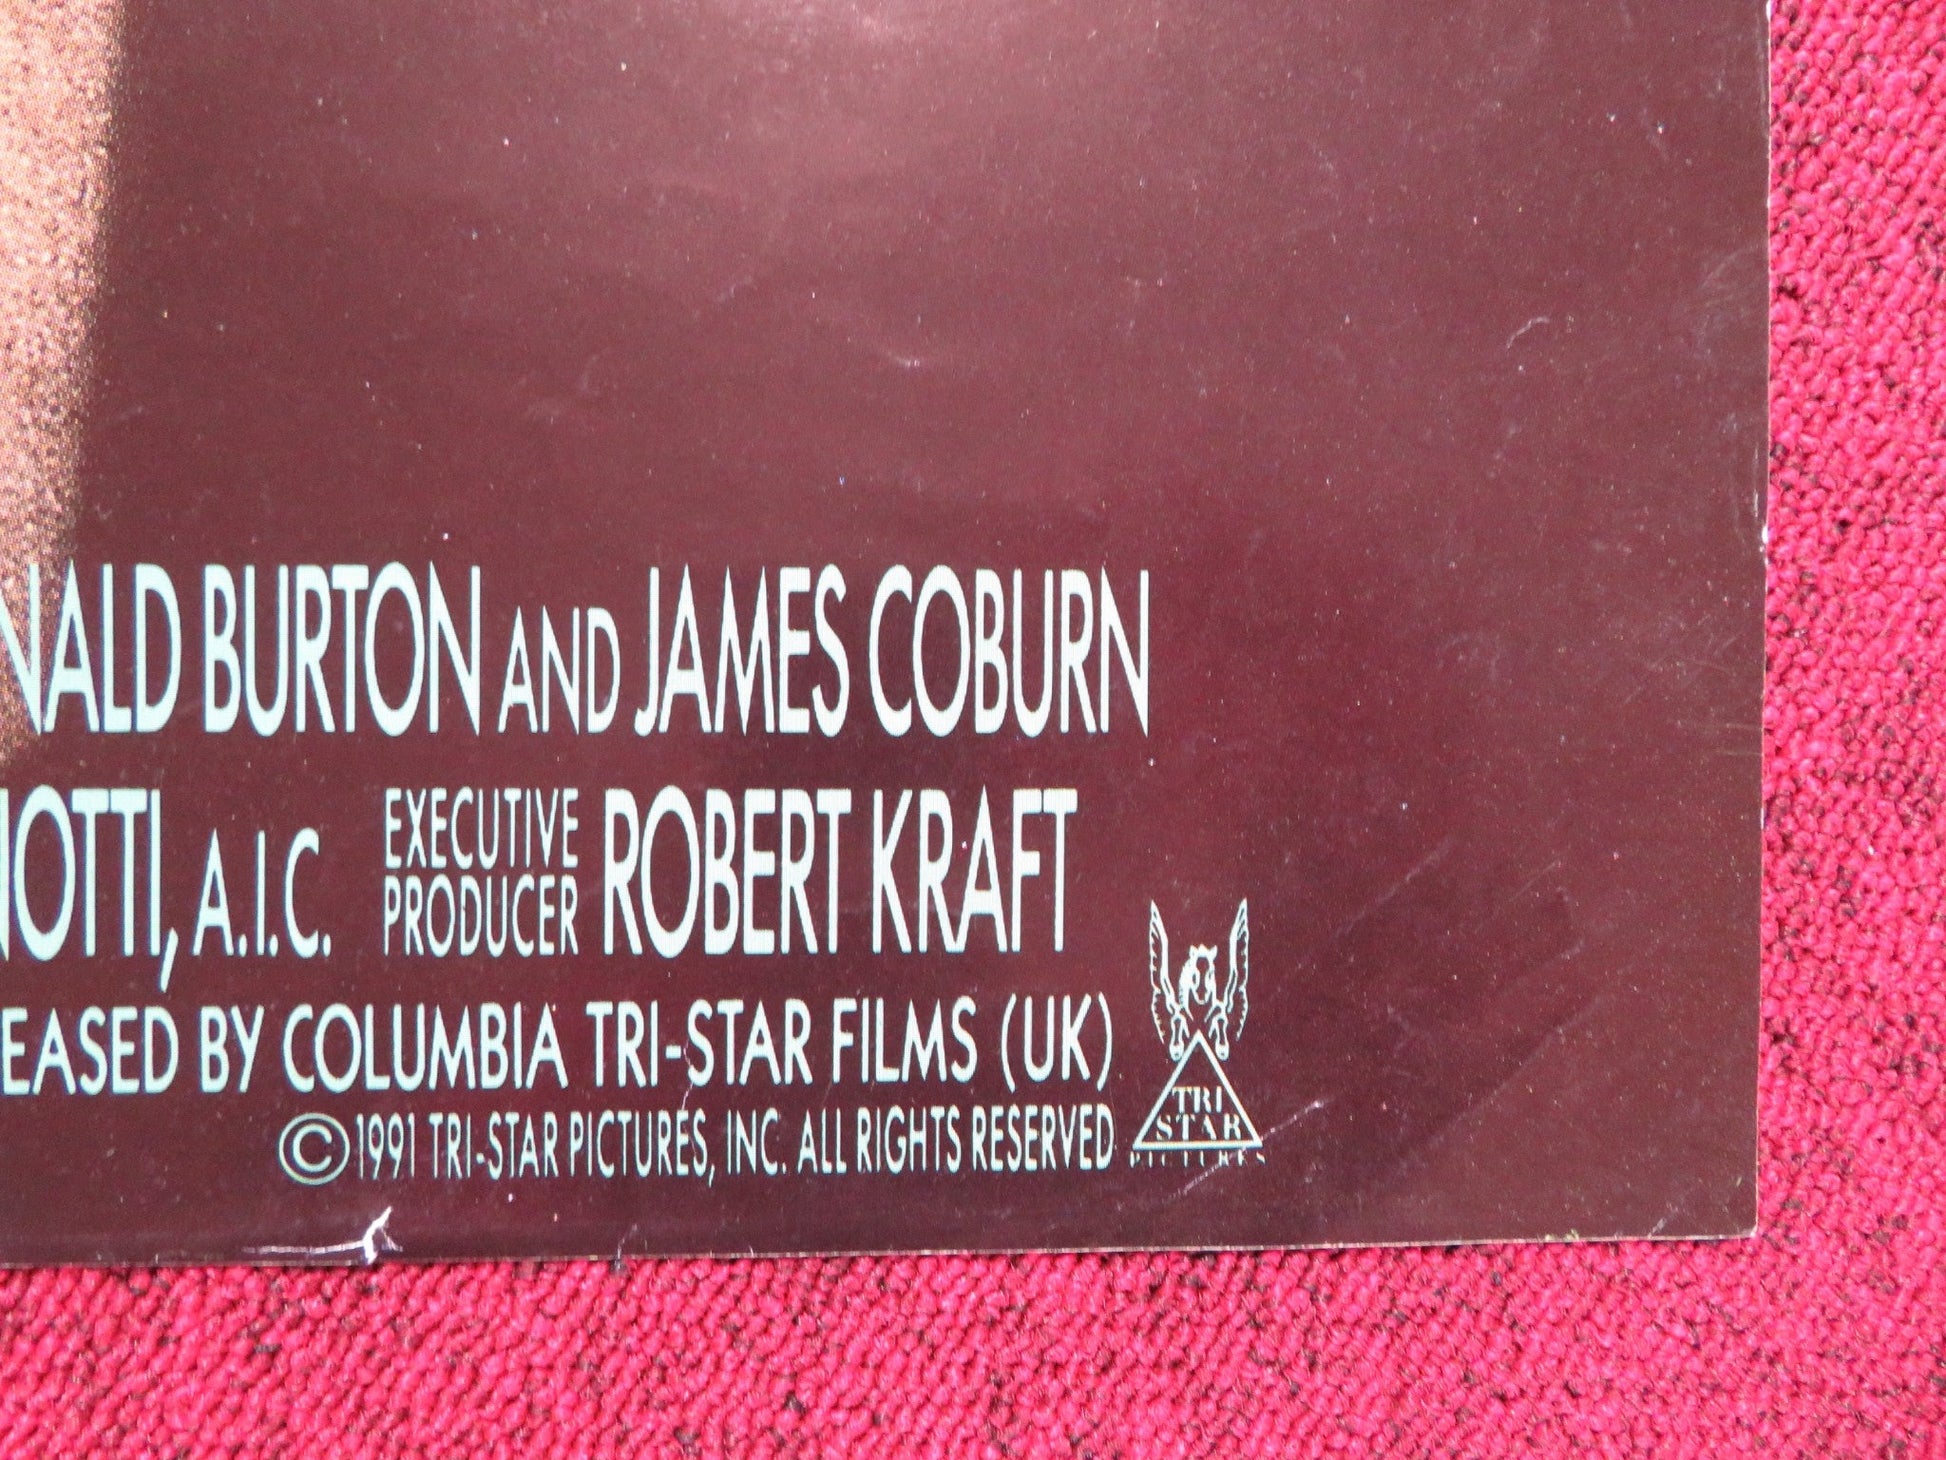 NALD BURTON AND JAMES COBURN
NOTTI, A.I.C. EXECUTIVE PRODUCER ROBERT KRAFT
EASED BY COLUMBIA TRI-STAR FILMS (UK)
© 1991 TRI-STAR PICTURES, INC. ALL RIGHTS RESERVED
TRI
STAR
PICTURES